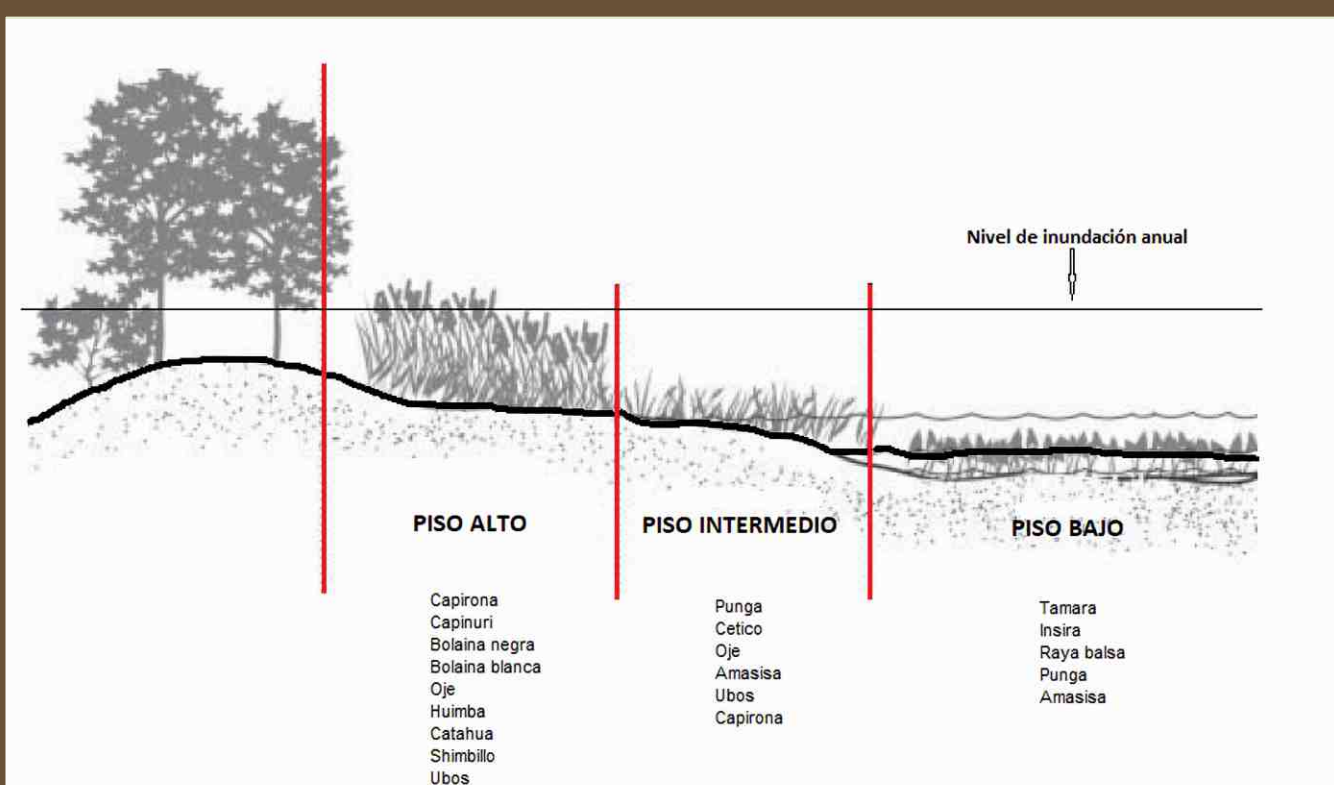 Nivel de inundación anual
PISO ALTO
Capirona
Capinuri
Bolaina negra
Bolaina blanca
Oje
Huimba
Catahua
Shimbillo
Ubos
PISO INTERMEDIO
Punga
Cetico
Oje
Amasisa
Ubos
Capirona
PISO BAJO
Tamara
Insira
Raya balsa
Punga
Amasisa